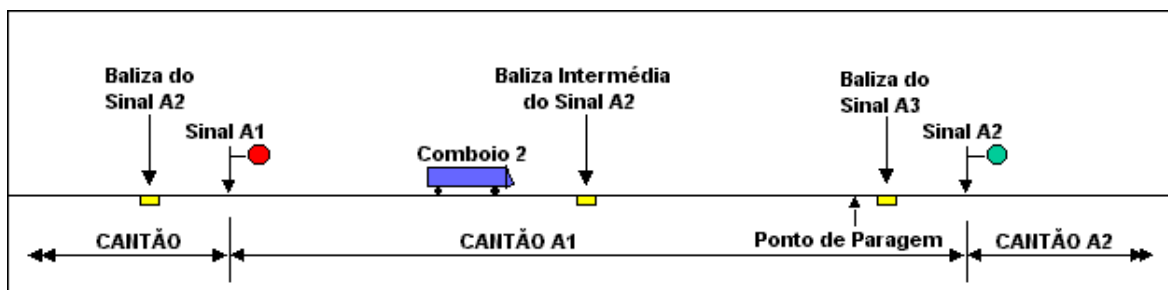 Baliza do
Sinal A2
Sinal A1
Comboio 2
Baliza Intermédia
do Sinal A2
Baliza do
Sinal A3
Sinal A2
CANTÃO
CANTÃO A1
Ponto de Paragem
CANTÃO A2